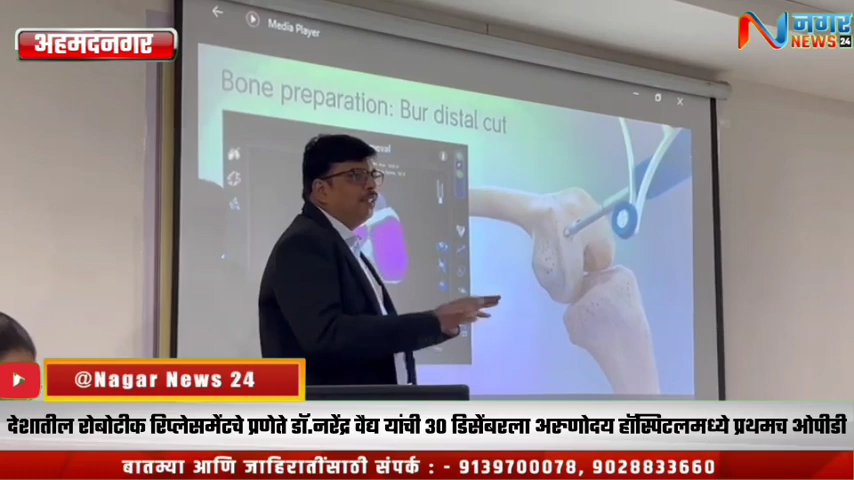 अहमदनगर
नगर
NEWS 24
Media Player
Bone preparation: Bur distal cut
@Nagar News 24
देशातील रोबोटीक रिप्लेसमेंटचे प्रणेते डॉ.नरेंद्र वैद्य यांची 30 डिसेंबरला अरुणोदय हॉस्पिटलमध्ये प्रथमच ओपीडी
बातम्या आणि जाहिरातींसाठी संपर्क : - 9139700078, 9028833660